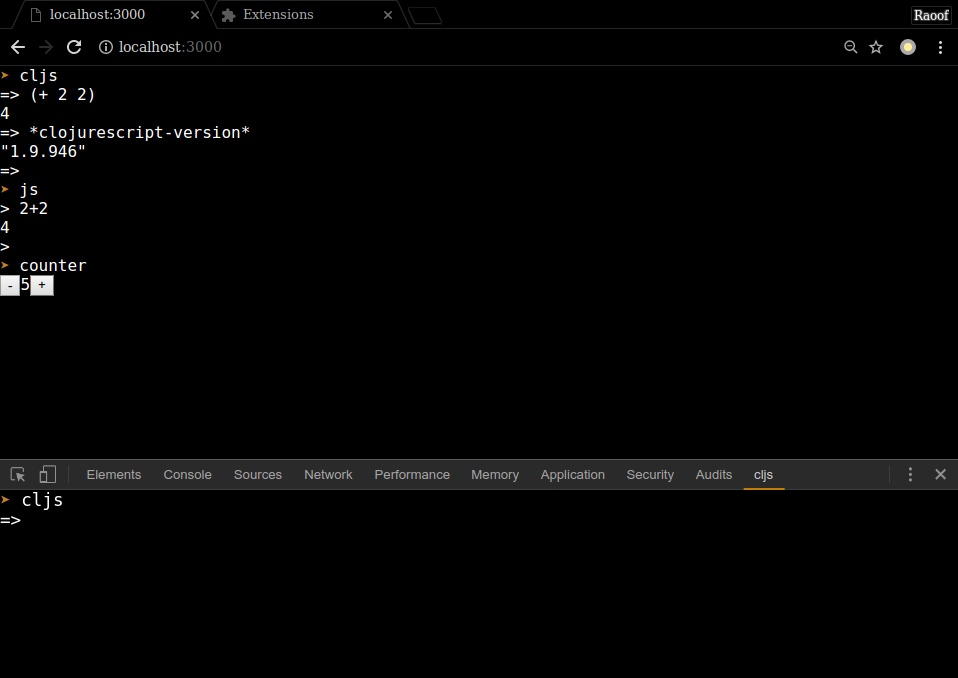 localhost:3000
Extensions
Raoof
localhost:3000
➤ cljs
=> (+ 2 2)
4
=> *clojurescript-version*
"1.9.946"
=>
➤ js
> 2+2
4
>
➤ counter
-5+
Elements Console Sources Network Performance Memory Application Security Audits cljs
➤ cljs
=>